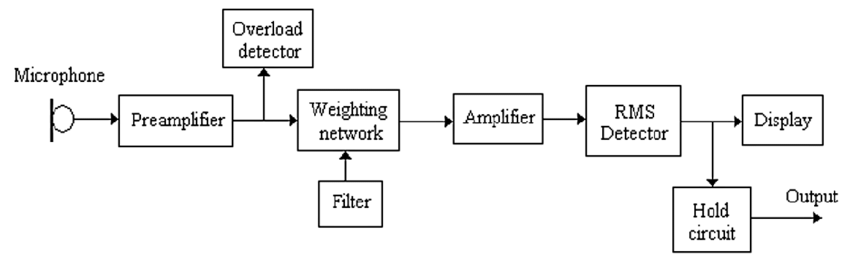 Overload
detector
Microphone
Preamplifier
Weighting
network
Amplifier
RMS
Detector
Display
Filter
Hold
circuit
Output